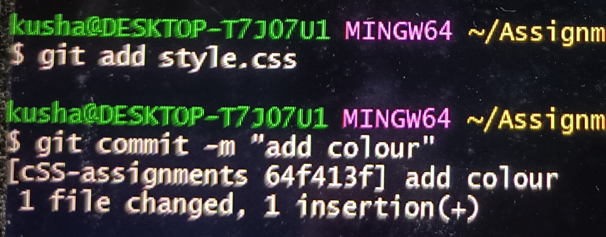 kusha@DESKTOP-T7J07U1 MINGW64 ~/Assignm
$ git add style.css
kusha@DESKTOP-T7J07U1 MINGW64 ~/Assignm
$ git commit -m "add colour"
[cSS-assignments 64f413f] add colour
1 file changed, 1 insertion(+)